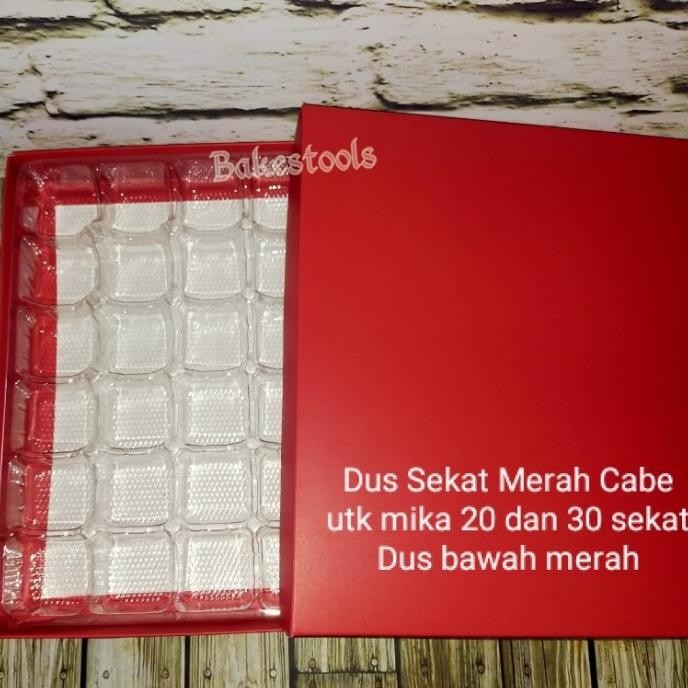 Bakestools
Dus Sekat Merah Cabe
utk mika 20 dan 30 sekat
Dus bawah merah